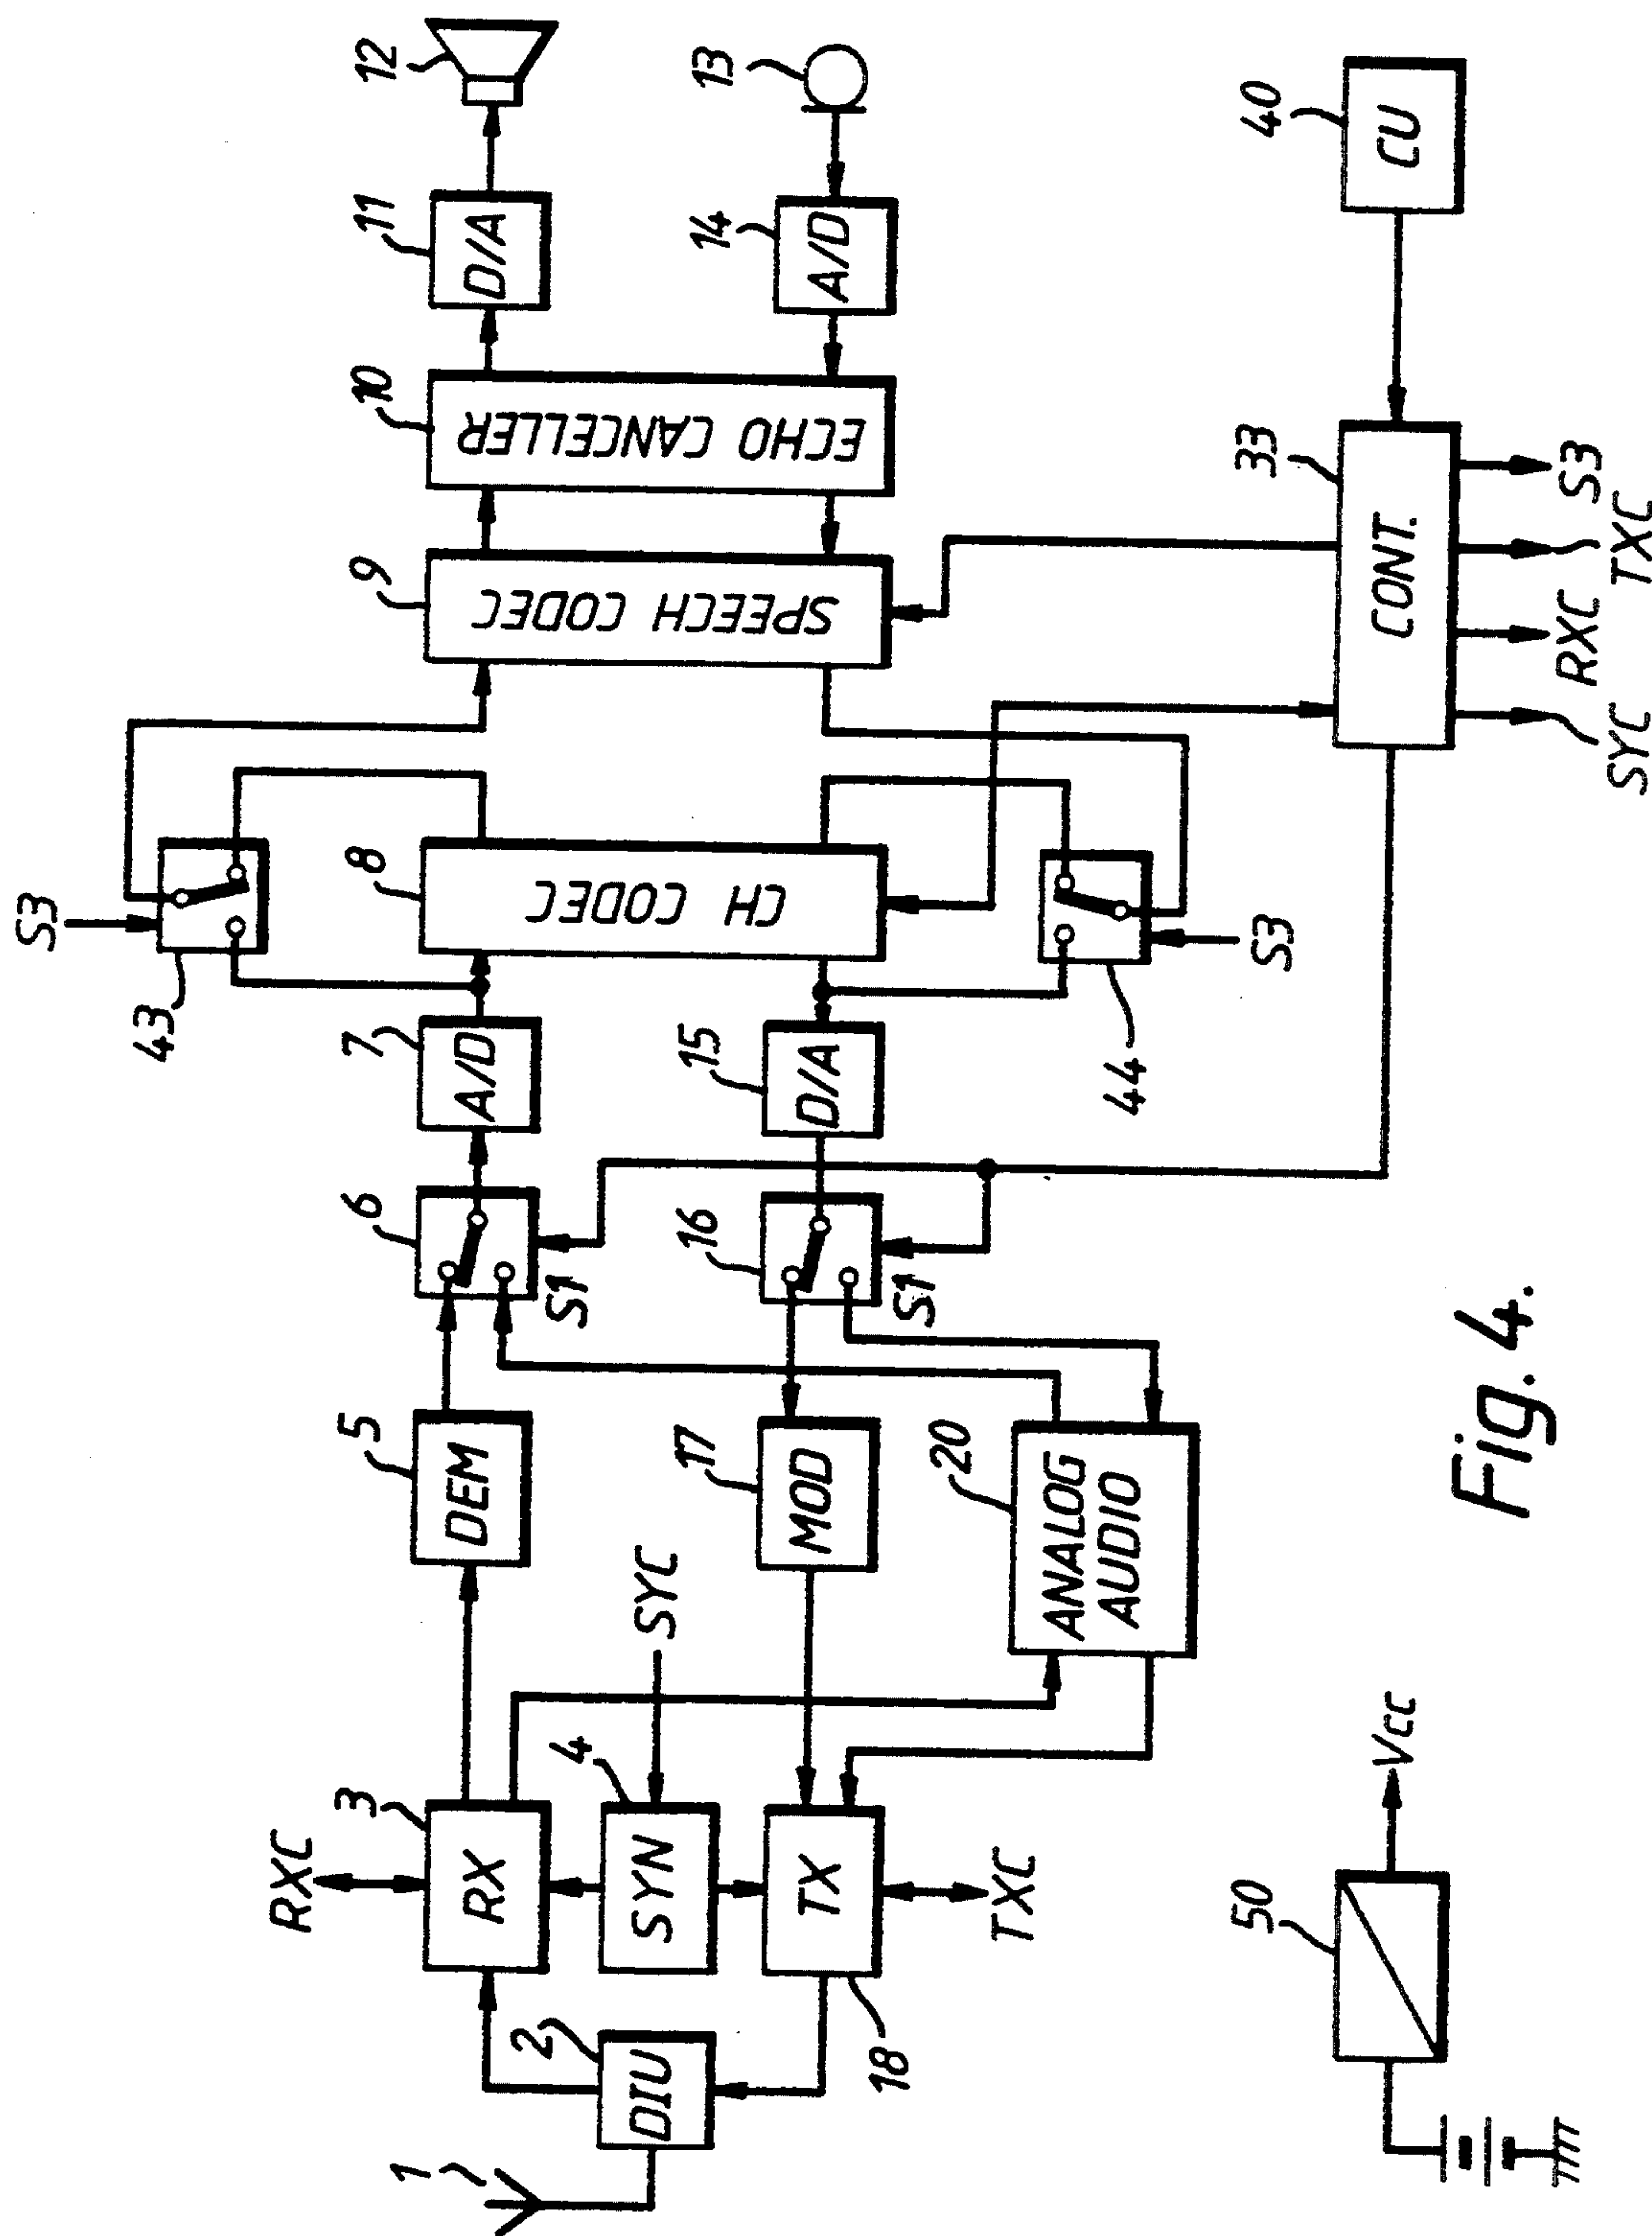 S3
43
RXC
3
RX
5
DEM
6
S1
7
A/D
8
CH CODEC
9
SPEECH CODEC
10
ECHO CANCELLER
11
D/A
12
1
2
DIU
4
SYN
SYC
18
TX
TXC
17
MOD
16
S1
15
D/A
14
A/D
13
20
ANALOG
AUDIO
44
S3
33
CONT.
40
CU
SYC
RXC
TXC
S3
50
Vcc
Fig. 4.